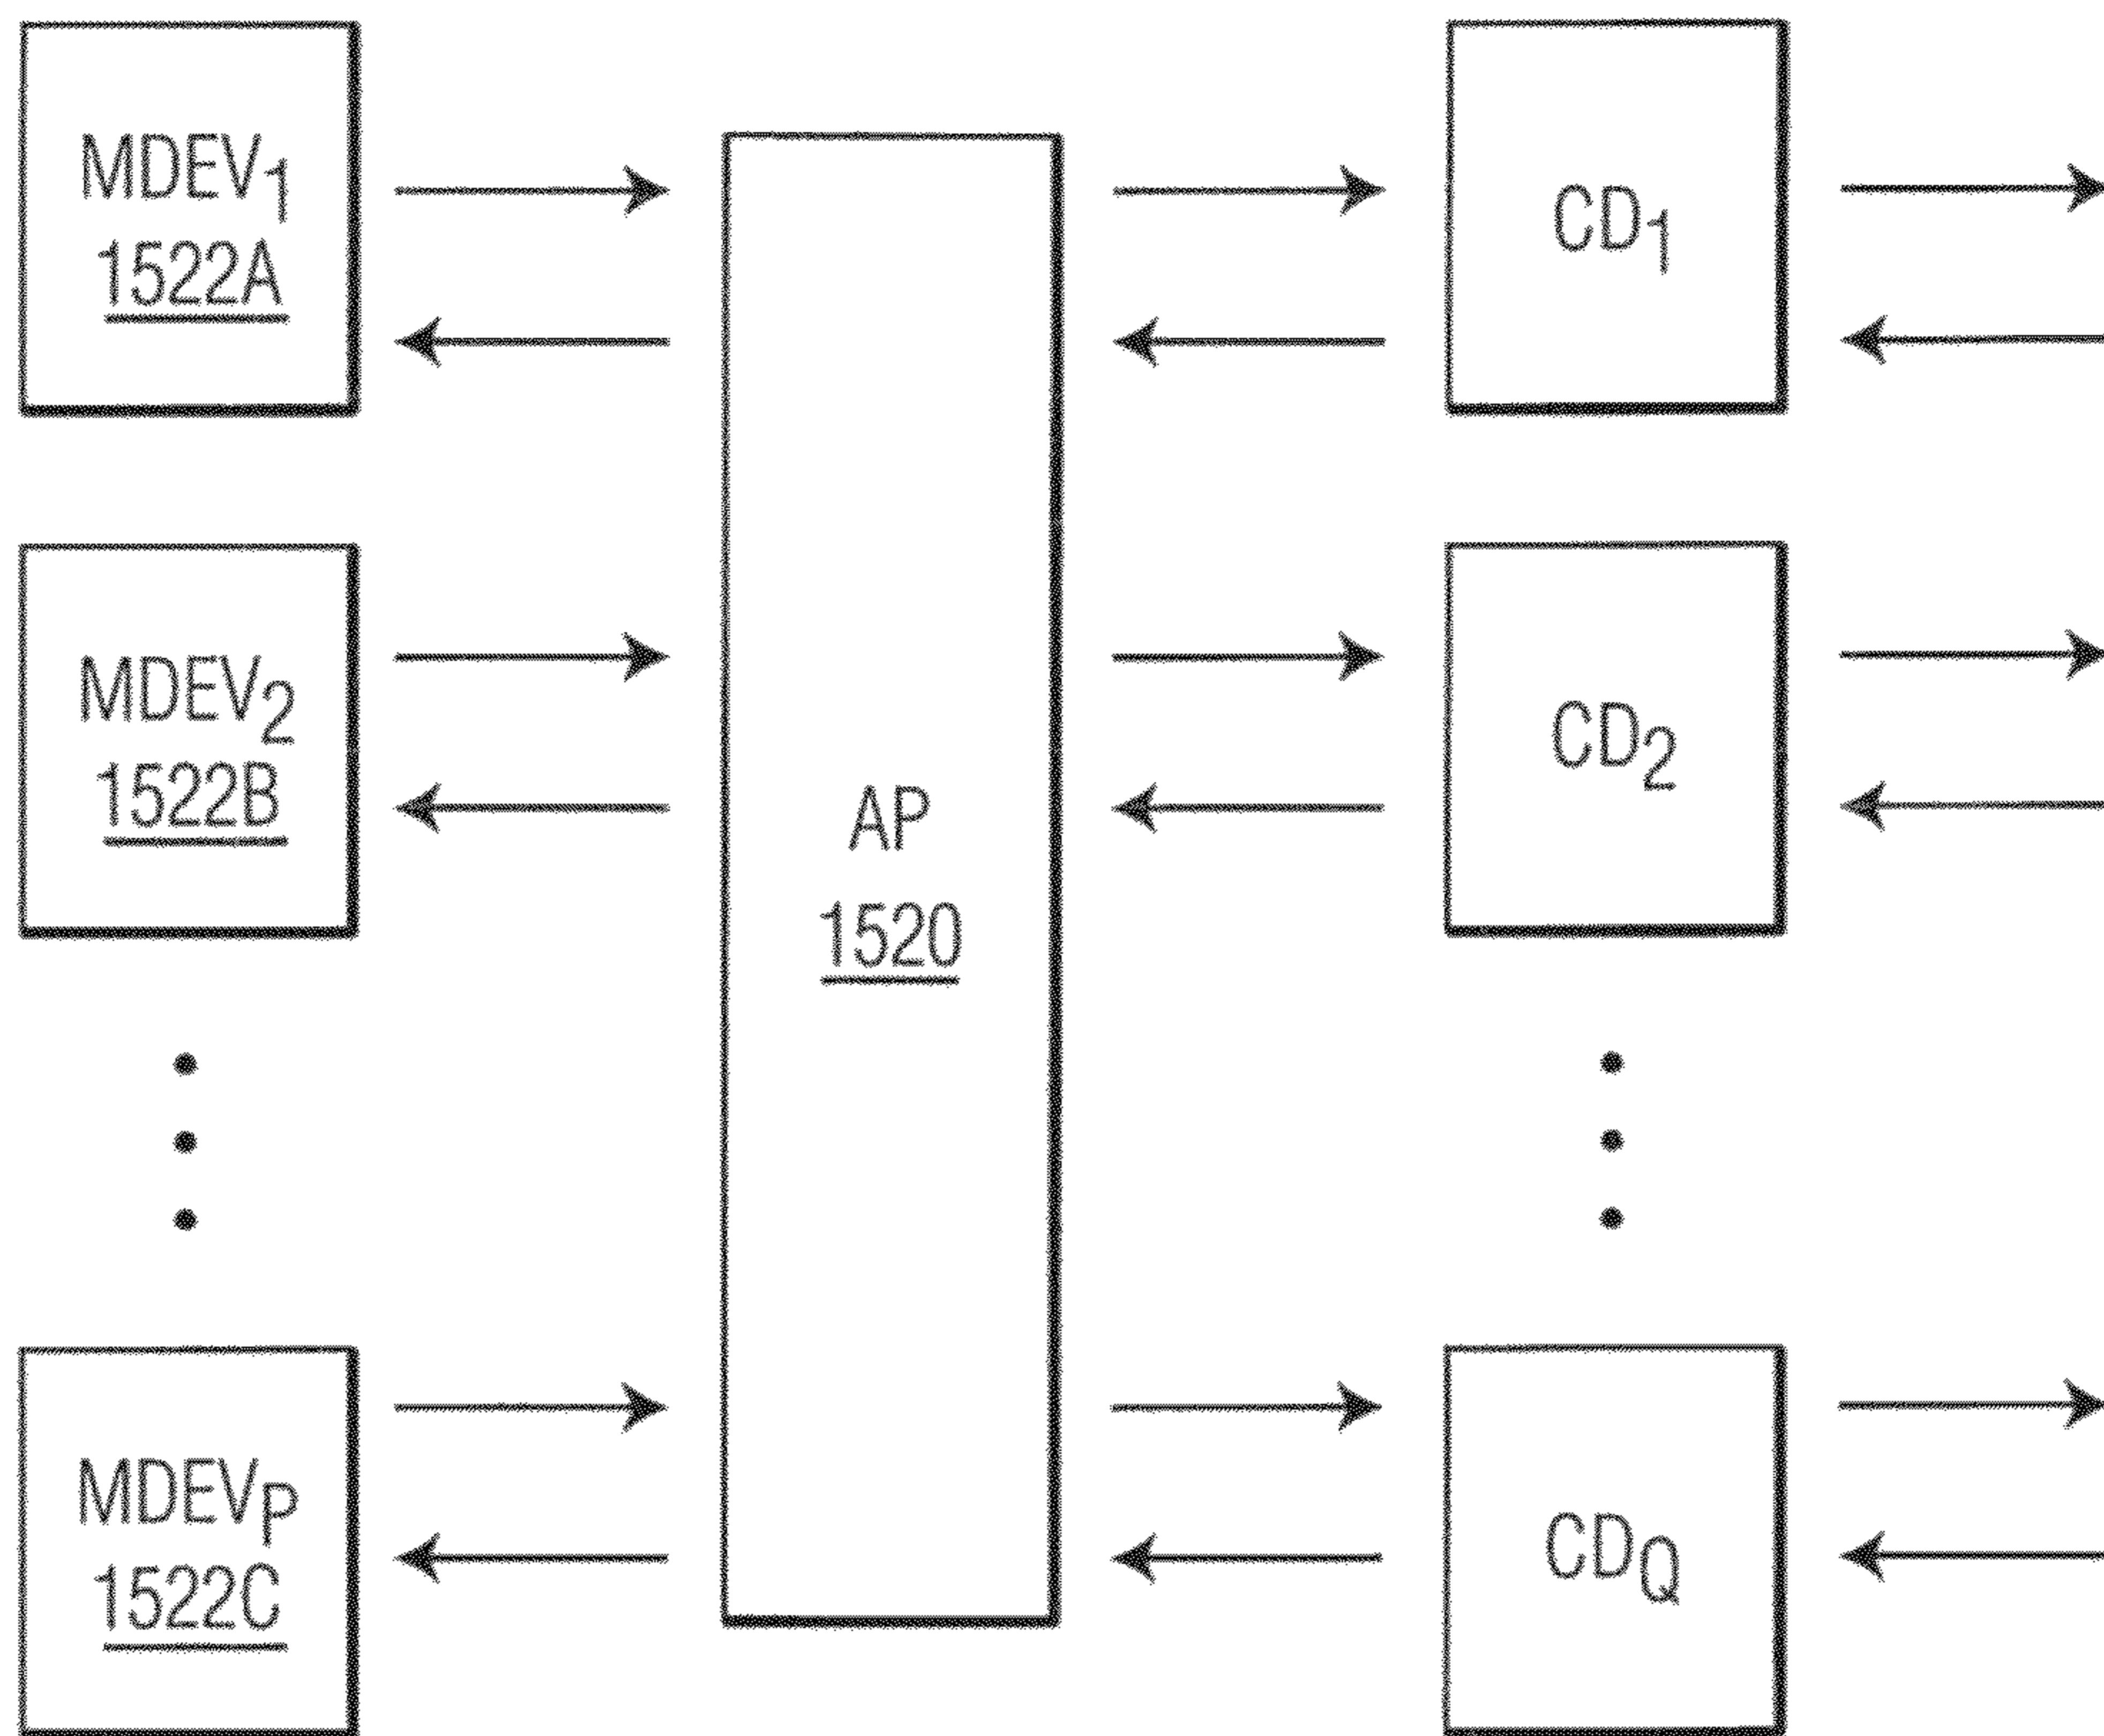 MDEV₁
1522A
CD₁
MDEV₂
1522B
AP
1520
CD₂
MDEVP
1522C
CDQ